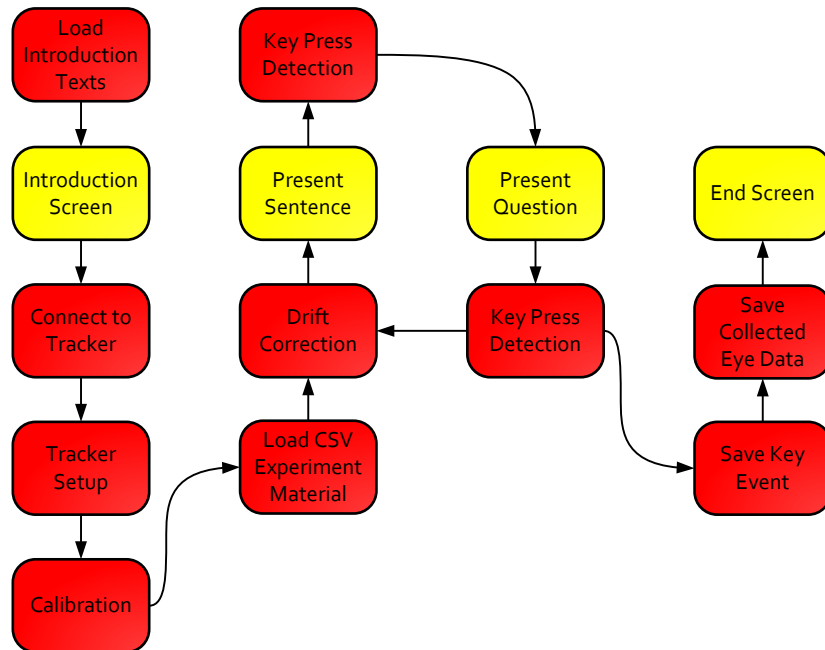 Load
Introduction
Texts
Introduction
Screen
Connect to
Tracker
Tracker
Setup
Calibration
Key Press
Detection
Present
Sentence
Drift
Correction
Load CSV
Experiment
Material
Present
Question
Key Press
Detection
End Screen
Save
Collected
Eye Data
Save Key
Event